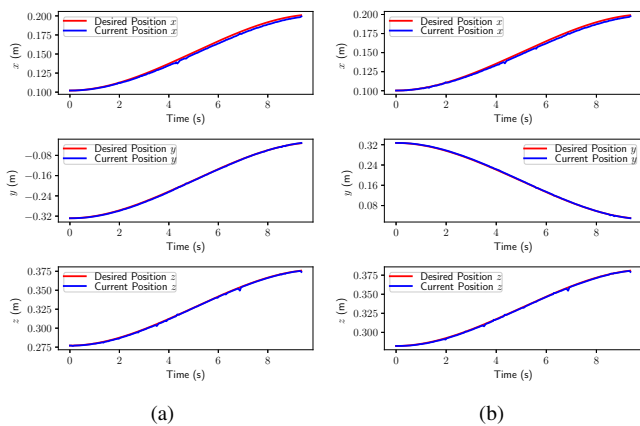 0.200
0.175
0.150
0.125
0.100
x (m)
Desired Position x
Current Position x
0 2 4 6 8
Time (s)
0.200
0.175
0.150
0.125
0.100
x (m)
Desired Position x
Current Position x
0 2 4 6 8
Time (s)
−0.08
−0.16
−0.24
−0.32
y (m)
Desired Position y
Current Position y
0 2 4 6 8
Time (s)
0.32
0.24
0.16
0.08
y (m)
Desired Position y
Current Position y
0 2 4 6 8
Time (s)
0.375
0.350
0.325
0.300
0.275
z (m)
Desired Position z
Current Position z
0 2 4 6 8
Time (s)
0.375
0.350
0.325
0.300
z (m)
Desired Position z
Current Position z
0 2 4 6 8
Time (s)
(a)
(b)